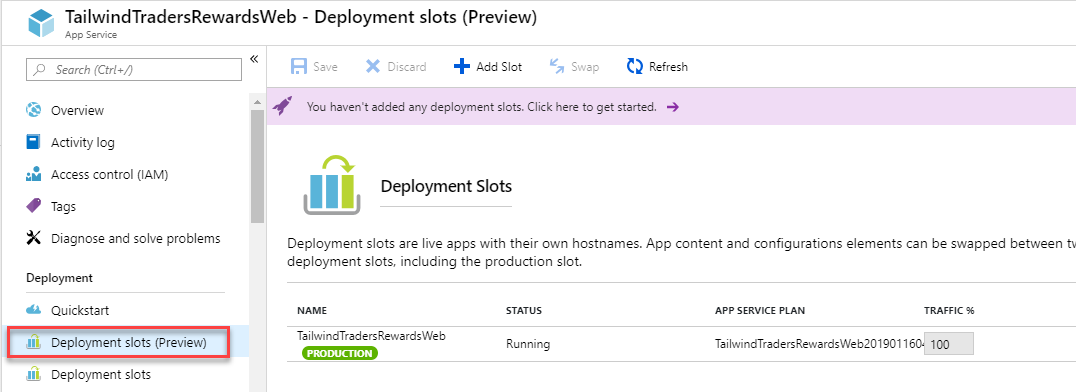 TailwindTradersRewardsWeb - Deployment slots (Preview)
App Service
Search (Ctrl+/)
«
Overview
Activity log
Access control (IAM)
Tags
Diagnose and solve problems
Deployment
Quickstart
Deployment slots (Preview)
Deployment slots
Save
Discard
Add Slot
Swap
Refresh
You haven't added any deployment slots. Click here to get started.
Deployment Slots
Deployment slots are live apps with their own hostnames. App content and configurations elements can be swapped between
deployment slots, including the production slot.
NAME STATUS APP SERVICE PLAN TRAFFIC %
TailwindTradersRewardsWeb
PRODUCTION
Running
TailwindTradersRewardsWeb2019011604
100